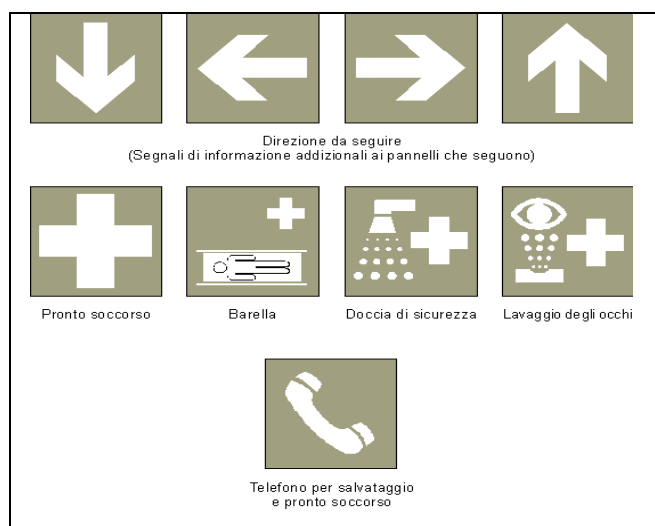 Direzione da seguire
(Segnali di informazione addizionali ai pannelli che seguono)
Pronto soccorso
Barella
Doccia di sicurezza
Lavaggio degli occhi
Telefono per salvataggio
e pronto soccorso